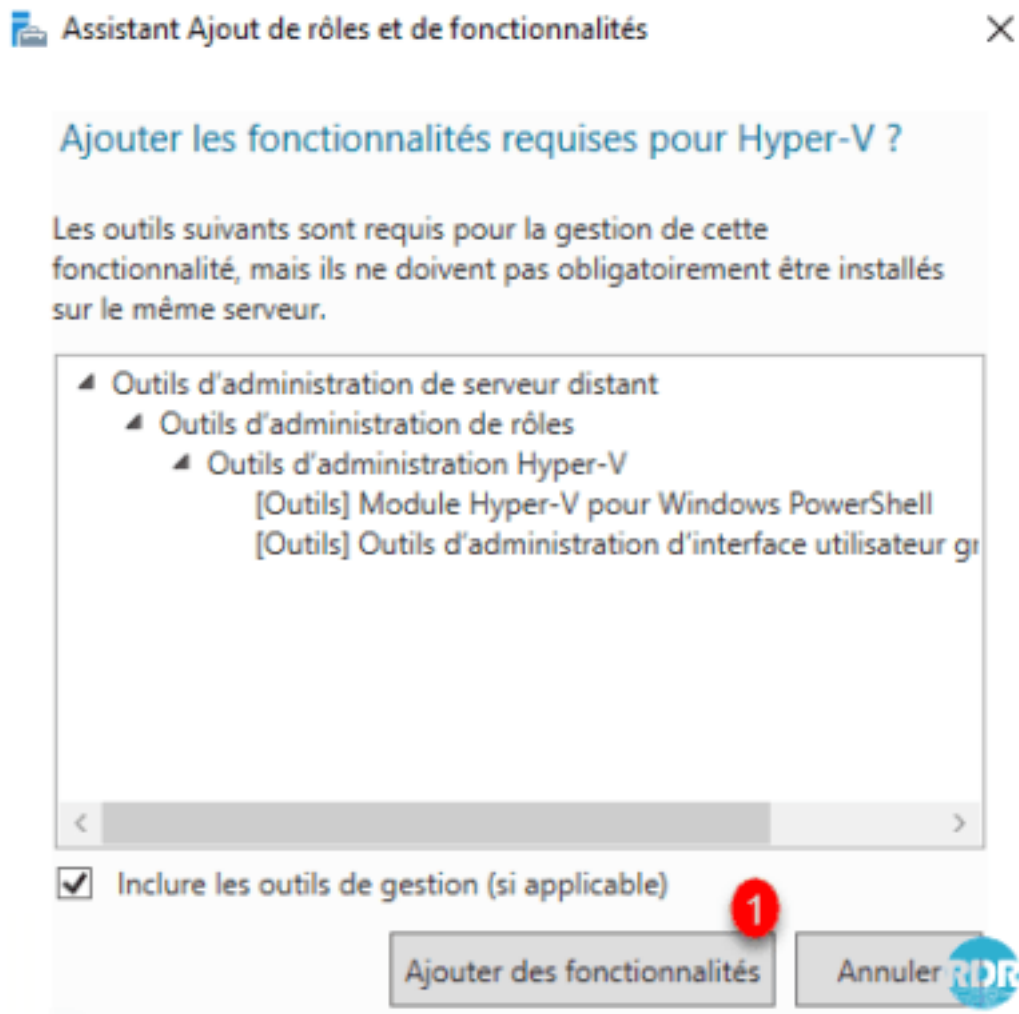 Assistant Ajout de rôles et de fonctionnalités
Ajouter les fonctionnalités requises pour Hyper-V ?
Les outils suivants sont requis pour la gestion de cette
fonctionnalité, mais ils ne doivent pas obligatoirement être installés
sur le même serveur.
Outils d'administration de serveur distant
Outils d'administration de rôles
Outils d'administration Hyper-V
[Outils] Module Hyper-V pour Windows PowerShell
[Outils] Outils d'administration d'interface utilisateur gr
Inclure les outils de gestion (si applicable)
1
Ajouter des fonctionnalités
Annuler
RDR